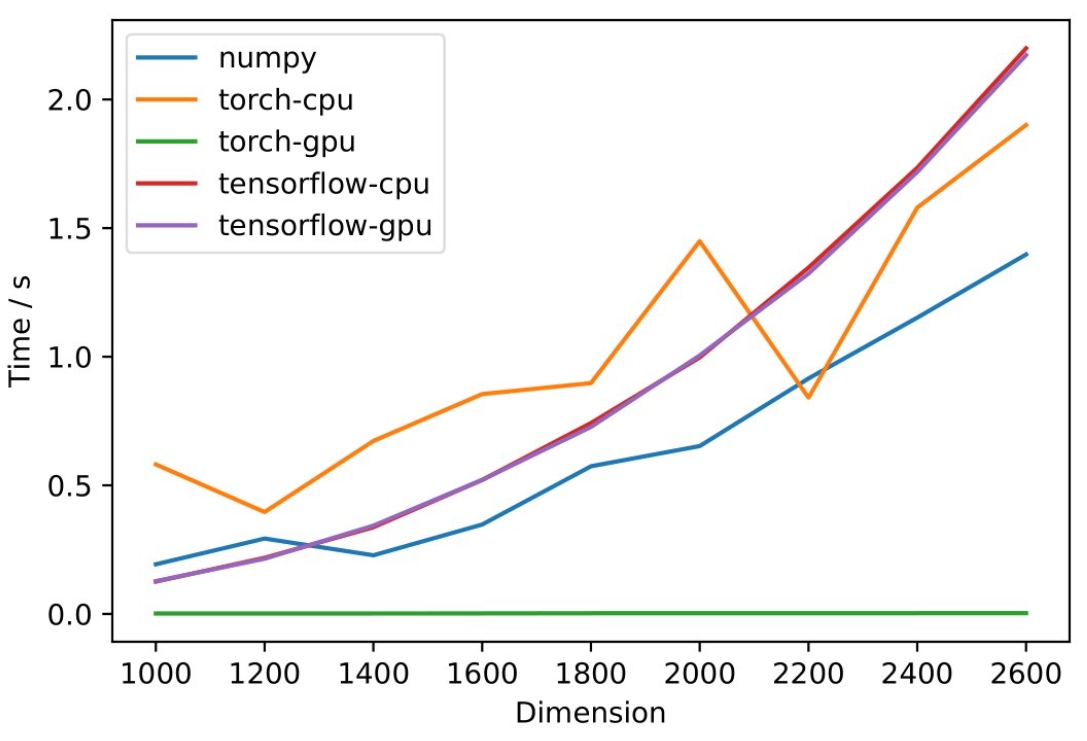 numpy
torch-cpu
torch-gpu
tensorflow-cpu
tensorflow-gpu
Time / s
2.0
1.5
1.0
0.5
0.0
1000 1200 1400 1600 1800 2000 2200 2400 2600
Dimension